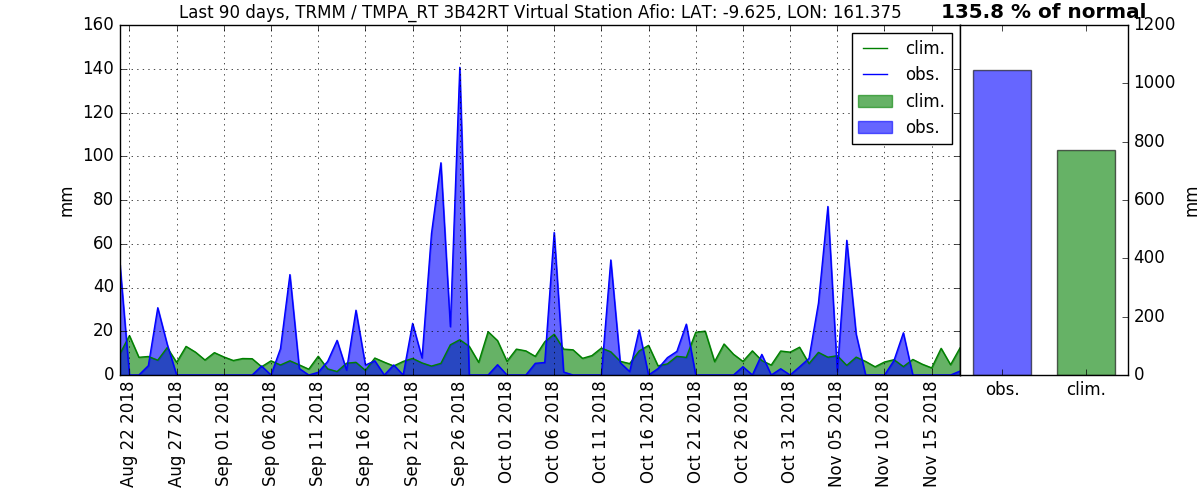 Last 90 days, TRMM / TMPA_RT 3B42RT Virtual Station Afio: LAT: -9.625, LON: 161.375
135.8 % of normal
160
140
120
100
80
60
40
20
0
mm
clim.
obs.
clim.
obs.
Aug 22 2018
Aug 27 2018
Sep 01 2018
Sep 06 2018
Sep 11 2018
Sep 16 2018
Sep 21 2018
Sep 26 2018
Oct 01 2018
Oct 06 2018
Oct 11 2018
Oct 16 2018
Oct 21 2018
Oct 26 2018
Oct 31 2018
Nov 05 2018
Nov 10 2018
Nov 15 2018
1200
1000
800
600
400
200
0
mm
obs.
clim.